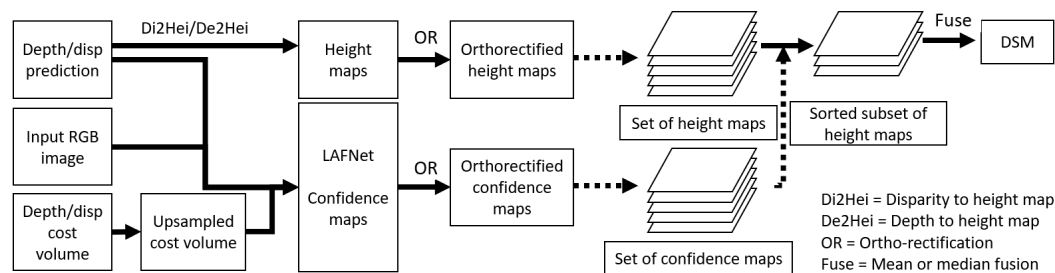 Depth/disp
prediction
Di2Hei/De2Hei
Height
maps
OR
Orthorectified
height maps
Set of height maps
Sorted subset of
height maps
Fuse
DSM
Input RGB
image
Depth/disp
cost
volume
Upsampled
cost volume
LAFNet
Confidence
maps
OR
Orthorectified
confidence
maps
Set of confidence maps
Di2Hei = Disparity to height map
De2Hei = Depth to height map
OR = Ortho-rectification
Fuse = Mean or median fusion